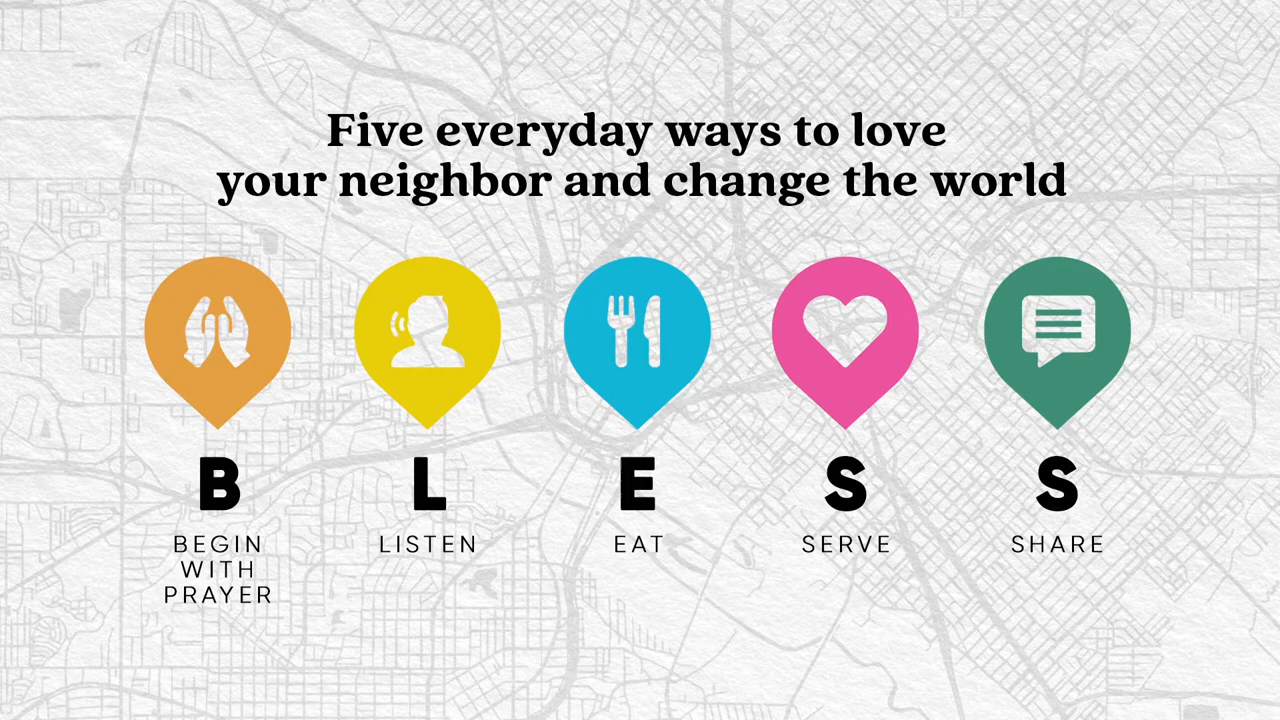 Five everyday ways to love
your neighbor and change the world
B
L
E
S
S
BEGIN
WITH
PRAYER
LISTEN
EAT
SERVE
SHARE